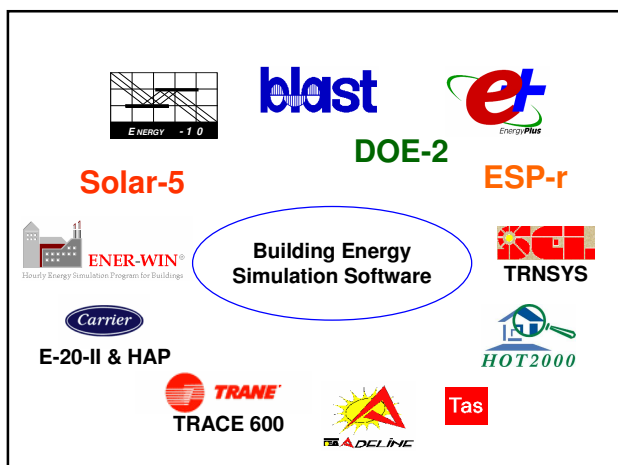 ENERGY -10
blast
e+
EnergyPlus
DOE-2
Solar-5
ESP-r
ENER-WIN®
Hourly Energy Simulation Program for Buildings
Building Energy
Simulation Software
SEL
TRNSYS
Carrier
E-20-II & HAP
HOT2000
TRANE
TRACE 600
ADELINE
Tas